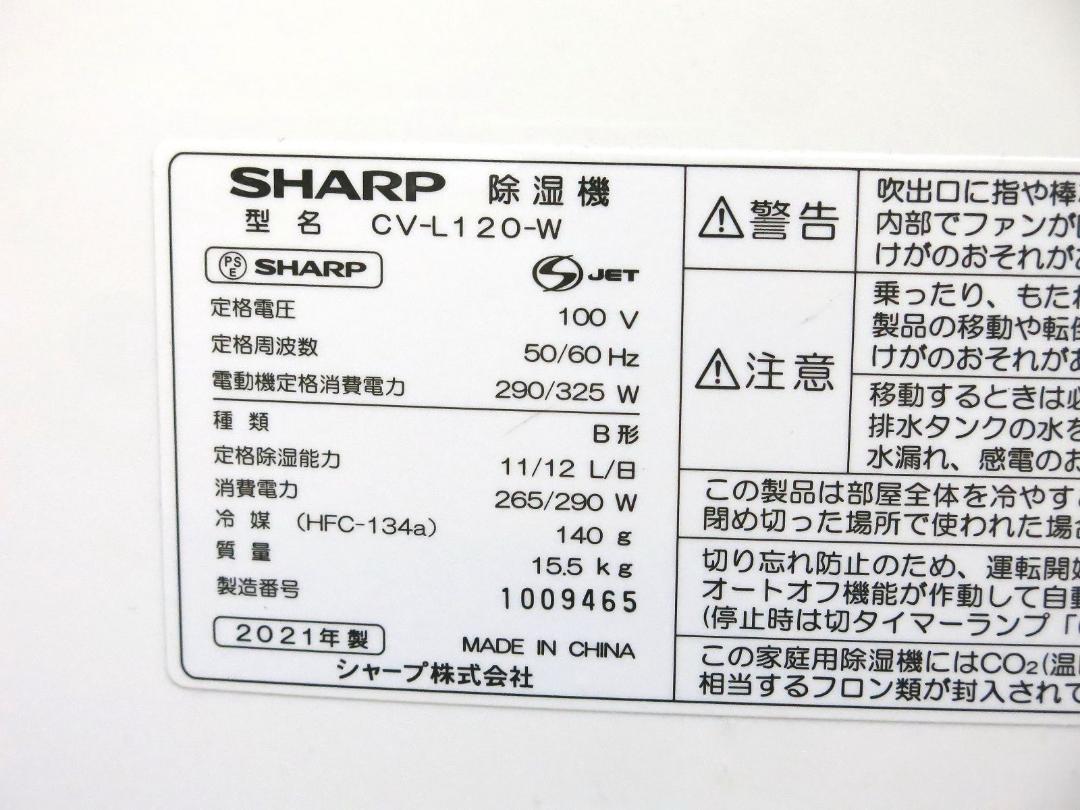 SHARP 除湿機
型名 CV-L120-W
PSE SHARP JET
定格電圧 100 V
定格周波数 50/60 Hz
電動機定格消費電力 290/325 W
種類 B形
定格除湿能力 11/12 L/日
消費電力 265/290 W
冷媒 (HFC-134a) 140 g
質量 15.5 kg
製造番号 1009465
2021年製 MADE IN CHINA
シャープ株式会社
警告
吹出口に指や棒
内部でファンが
けがのおそれが
注意
乗ったり、もた
製品の移動や転倒
けがのおそれが
移動するときは必
排水タンクの水を
水漏れ、感電のお
この製品は部屋全体を冷やす
閉め切った場所で使われた場
切り忘れ防止のため、運転開始
オートオフ機能が作動して自動
(停止時は切タイマーランプ「
この家庭用除湿機にはCO₂(温
相当するフロン類が封入されて